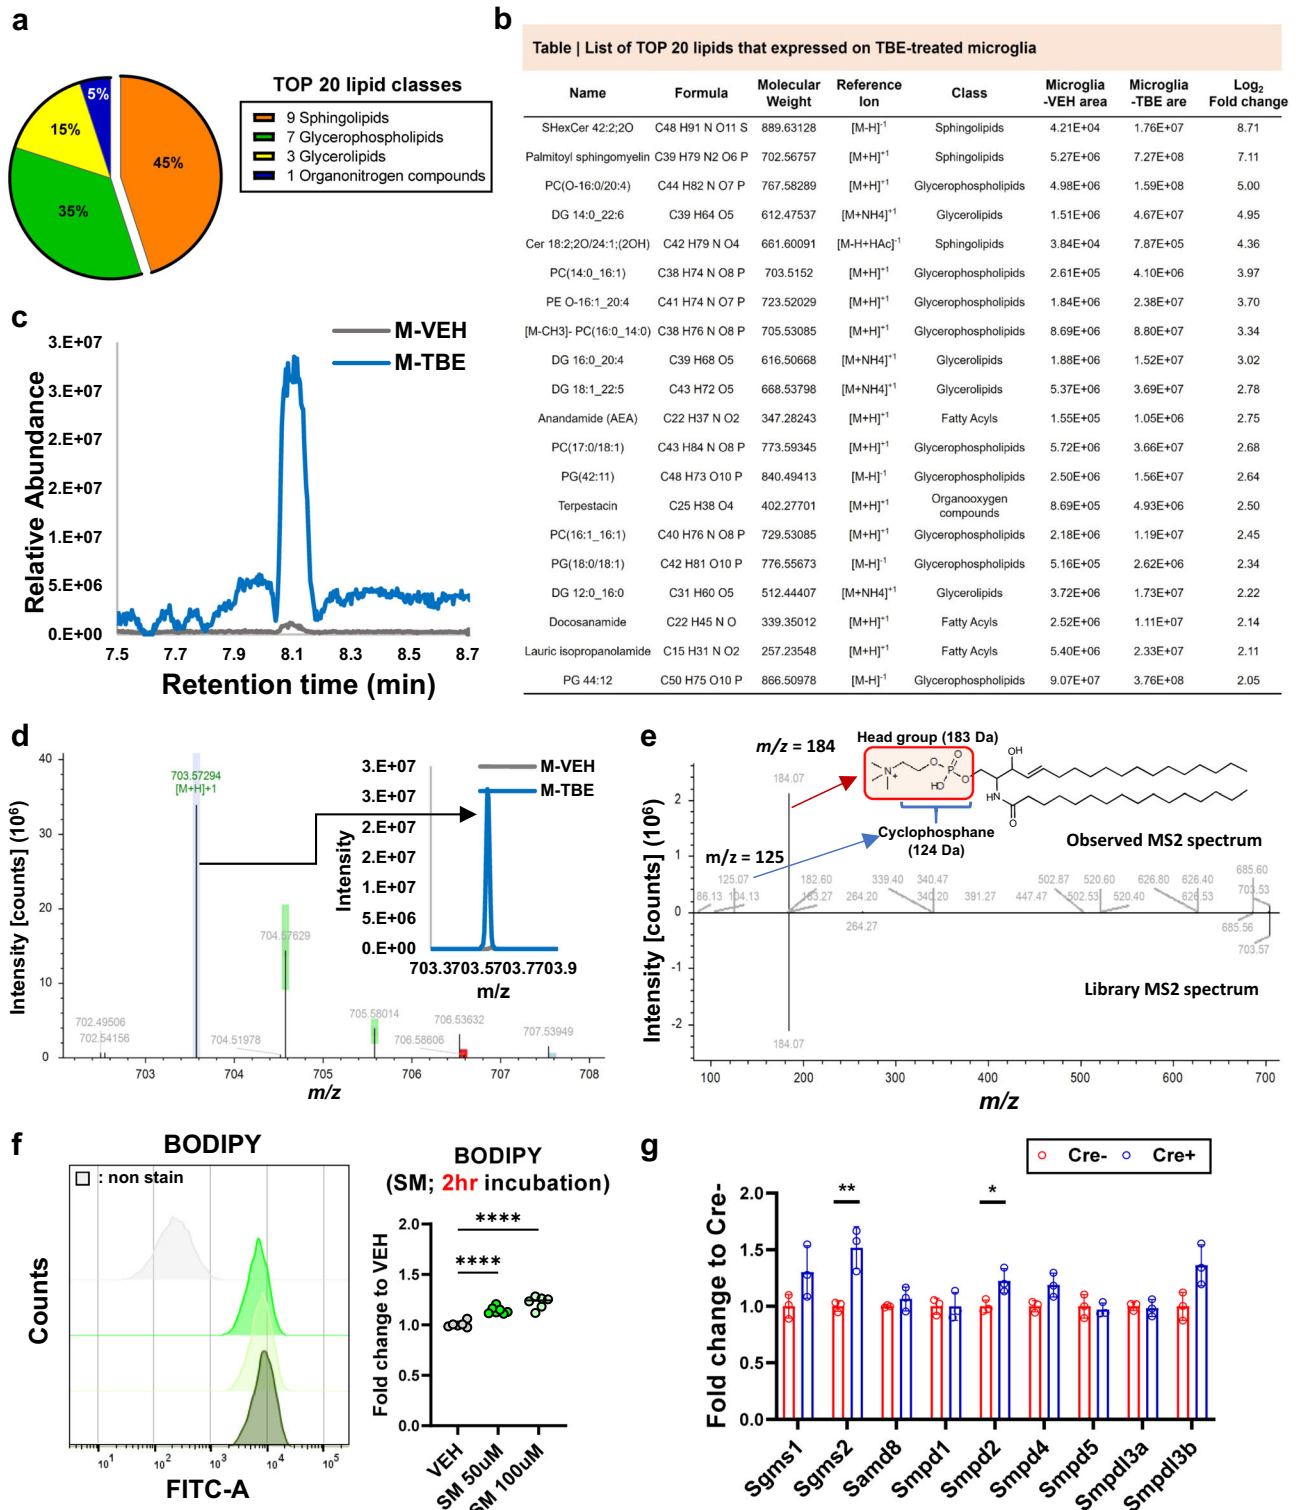 a
TOP 20 lipid classes
9 Sphingolipids
7 Glycerophospholipids
3 Glycerolipids
1 Organonitrogen compounds
5%
15%
45%
35%
b
Table | List of TOP 20 lipids that expressed on TBE-treated microglia
Name Formula Molecular Weight Reference Ion Class Microglia -VEH area Microglia -TBE are Log2 Fold change
SHexCer 42:2;2O C48 H91 N O11 S 889.63128 [M-H]-1 Sphingolipids 4.21E+04 1.76E+07 8.71
Palmitoyl sphingomyelin C39 H79 N2 O6 P 702.56757 [M+H]+1 Sphingolipids 5.27E+06 7.27E+08 7.11
PC(O-16:0/20:4) C44 H82 N O7 P 767.58289 [M+H]+1 Glycerophospholipids 4.98E+06 1.59E+08 5.00
DG 14:0_22:6 C39 H64 O5 612.47537 [M+NH4]+1 Glycerolipids 1.51E+06 4.67E+07 4.95
Cer 18:2;2O/24:1;(2OH) C42 H79 N O4 661.60091 [M-H+HAc]-1 Sphingolipids 3.84E+04 7.87E+05 4.36
PC(14:0_16:1) C38 H74 N O8 P 703.5152 [M+H]+1 Glycerophospholipids 2.61E+05 4.10E+06 3.97
PE O-16:1_20:4 C41 H74 N O7 P 723.52029 [M+H]+1 Glycerophospholipids 1.84E+06 2.38E+07 3.70
[M-CH3]- PC(16:0_14:0) C38 H76 N O8 P 705.53085 [M+H]+1 Glycerophospholipids 8.69E+06 8.80E+07 3.34
DG 16:0_20:4 C39 H68 O5 616.50668 [M+NH4]+1 Glycerolipids 1.88E+06 1.52E+07 3.02
DG 18:1_22:5 C43 H72 O5 668.53798 [M+NH4]+1 Glycerolipids 5.37E+06 3.69E+07 2.78
Anandamide (AEA) C22 H37 N O2 347.28243 [M+H]+1 Fatty Acyls 1.55E+05 1.05E+06 2.75
PC(17:0/18:1) C43 H84 N O8 P 773.59345 [M+H]+1 Glycerophospholipids 5.72E+06 3.66E+07 2.68
PG(42:11) C48 H73 O10 P 840.49413 [M-H]-1 Glycerophospholipids 2.50E+06 1.56E+07 2.64
Terpestacin C25 H38 O4 402.27701 [M+H]+1 Organooxygen compounds 8.69E+05 4.93E+06 2.50
PC(16:1_16:1) C40 H76 N O8 P 729.53085 [M+H]+1 Glycerophospholipids 2.18E+06 1.19E+07 2.45
PG(18:0/18:1) C42 H81 O10 P 776.55673 [M-H]-1 Glycerophospholipids 5.16E+05 2.62E+06 2.34
DG 12:0_16:0 C31 H60 O5 512.44407 [M+NH4]+1 Glycerolipids 3.72E+06 1.73E+07 2.22
Docosanamide C22 H45 N O 339.35012 [M+H]+1 Fatty Acyls 2.52E+06 1.11E+07 2.14
Lauric isopropanolamide C15 H31 N O2 257.23548 [M+H]+1 Fatty Acyls 5.40E+06 2.33E+07 2.11
PG 44:12 C50 H75 O10 P 866.50978 [M-H]-1 Glycerophospholipids 9.07E+07 3.76E+08 2.05
c
M-VEH
M-TBE
Relative Abundance
3.E+07
3.E+07
2.E+07
2.E+07
1.E+07
5.E+06
0.E+00
7.5 7.7 7.9 8.1 8.3 8.5 8.7
Retention time (min)
d
Intensity [counts] (10^6)
40
30
20
10
0
703.57294
[M+H]+1
704.57629
705.58014
706.53632
707.53949
702.49506
702.54156
704.51978
706.58606
703 704 705 706 707 708
m/z
M-VEH
M-TBE
Intensity
3.E+07
3.E+07
2.E+07
2.E+07
1.E+07
5.E+06
0.E+00
703.3703.5703.7703.9
m/z
e
m/z = 184
Head group (183 Da)
184.07
N+ O P O O HO OH HN O
Cyclophosphane
(124 Da)
m/z = 125
Observed MS2 spectrum
125.07 182.60 339.40 340.47 502.87 520.60 626.80 626.40 685.60
86.13 104.13 183.27 264.20 340.20 391.27 447.47 502.53 520.40 626.53 703.53
264.27
685.56
703.57
Library MS2 spectrum
184.07
Intensity [counts] (10^6)
2
1
0
-1
-2
100 200 300 400 500 600 700
m/z
f
BODIPY
: non stain
Counts
10^1 10^2 10^3 10^4 10^5
FITC-A
BODIPY
(SM; 2hr incubation)
Fold change to VEH
2.0
1.5
1.0
0.5
0.0
****
****
VEH
SM 50uM
SM 100uM
g
Cre- Cre+
Fold change to Cre-
2.0
1.5
1.0
0.5
0.0
**
*
Sgms1
Sgms2
Samd8
Smpd1
Smpd2
Smpd4
Smpd5
Smpdl3a
Smpdl3b